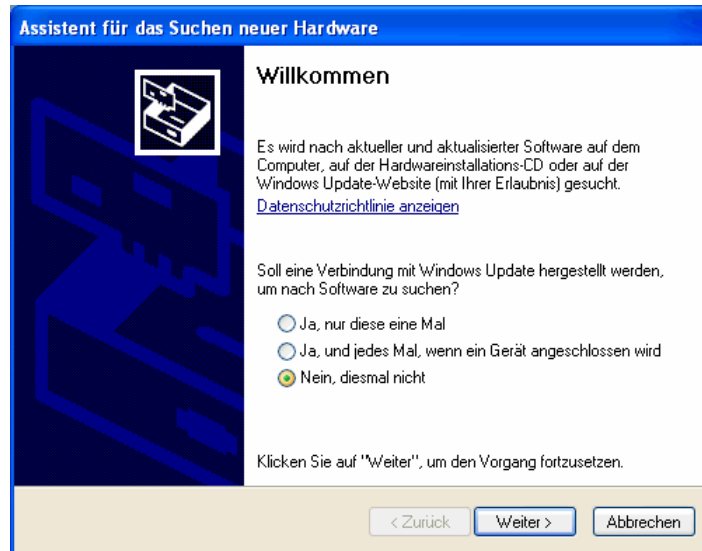 Assistent für das Suchen neuer Hardware
Willkommen
Es wird nach aktueller und aktualisierter Software auf dem
Computer, auf der Hardwareinstallations-CD oder auf der
Windows Update-Website (mit Ihrer Erlaubnis) gesucht.
Datenschutzrichtlinie anzeigen
Soll eine Verbindung mit Windows Update hergestellt werden,
um nach Software zu suchen?
Ja, nur diese eine Mal
Ja, und jedes Mal, wenn ein Gerät angeschlossen wird
Nein, diesmal nicht
Klicken Sie auf "Weiter", um den Vorgang fortzusetzen.
< Zurück Weiter > Abbrechen